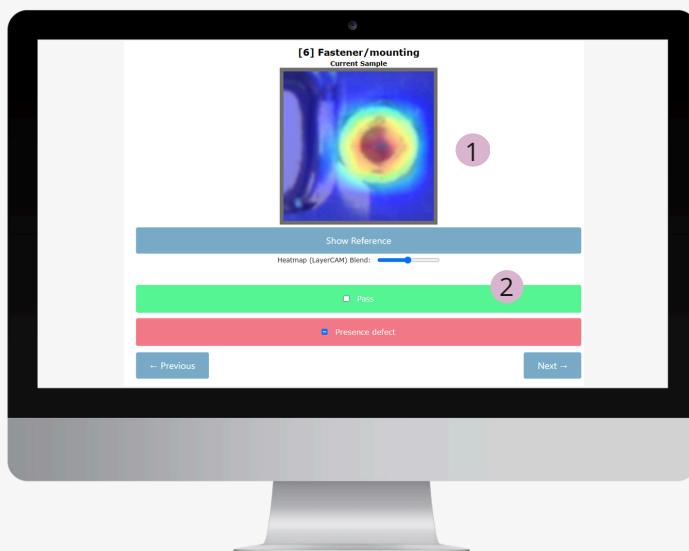 [6] Fastener/mounting
Current Sample
1
Show Reference
Heatmap (LayerCAM) Blend:
2
Pass
Presence defect
← Previous
Next →